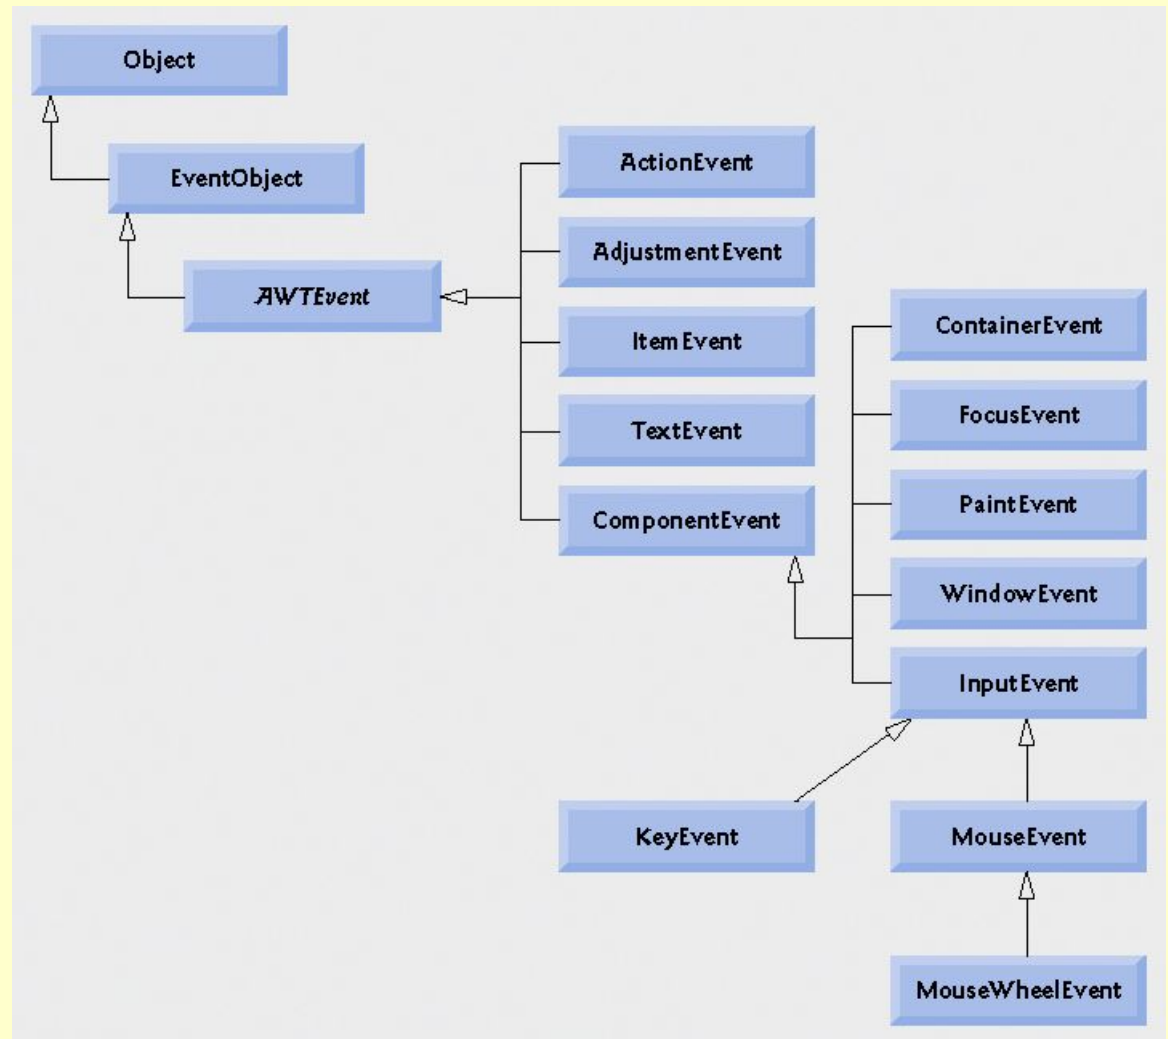 Object
EventObject
AWTEvent
ActionEvent
AdjustmentEvent
ItemEvent
TextEvent
ComponentEvent
ContainerEvent
FocusEvent
PaintEvent
WindowEvent
InputEvent
KeyEvent
MouseEvent
MouseWheelEvent